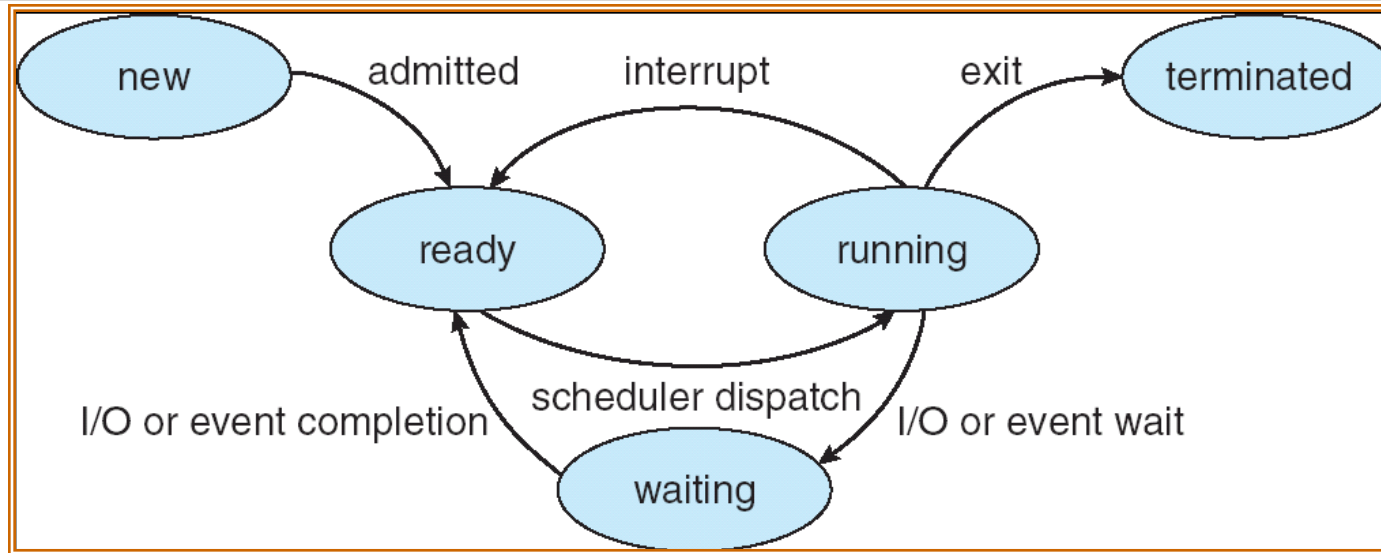 new
admitted
interrupt
exit
terminated
ready
running
scheduler dispatch
I/O or event completion
I/O or event wait
waiting